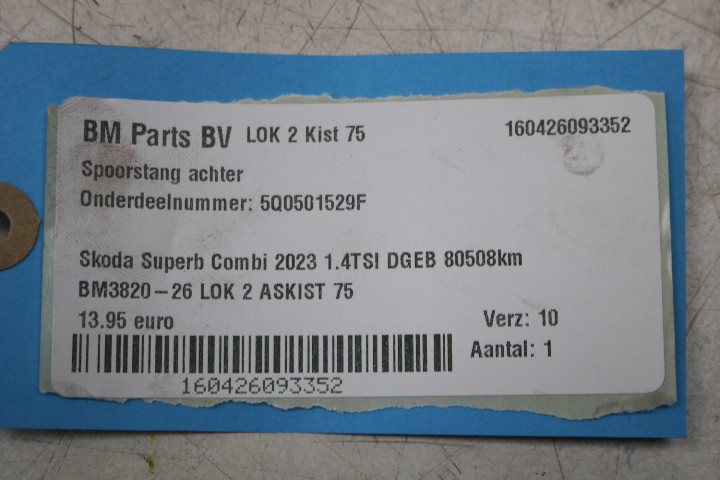 BM Parts BV LOK 2 Kist 75 160426093352
Spoorstang achter
Onderdeelnummer: 5Q0501529F
Skoda Superb Combi 2023 1.4TSI DGEB 80508km
BM3820-26 LOK 2 ASKIST 75
13.95 euro Verz: 10
Aantal: 1
160426093352